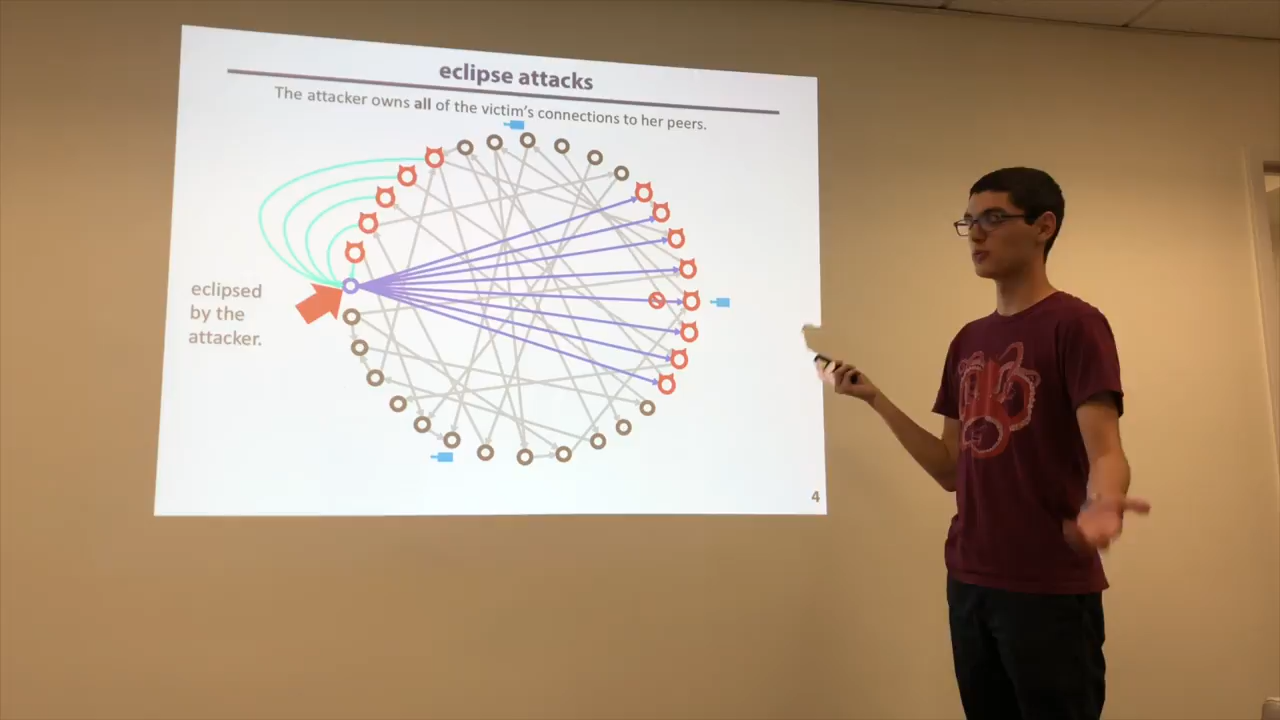 eclipse attacks
The attacker owns all of the victim's connections to her peers.
eclipsed
by the
attacker.
4